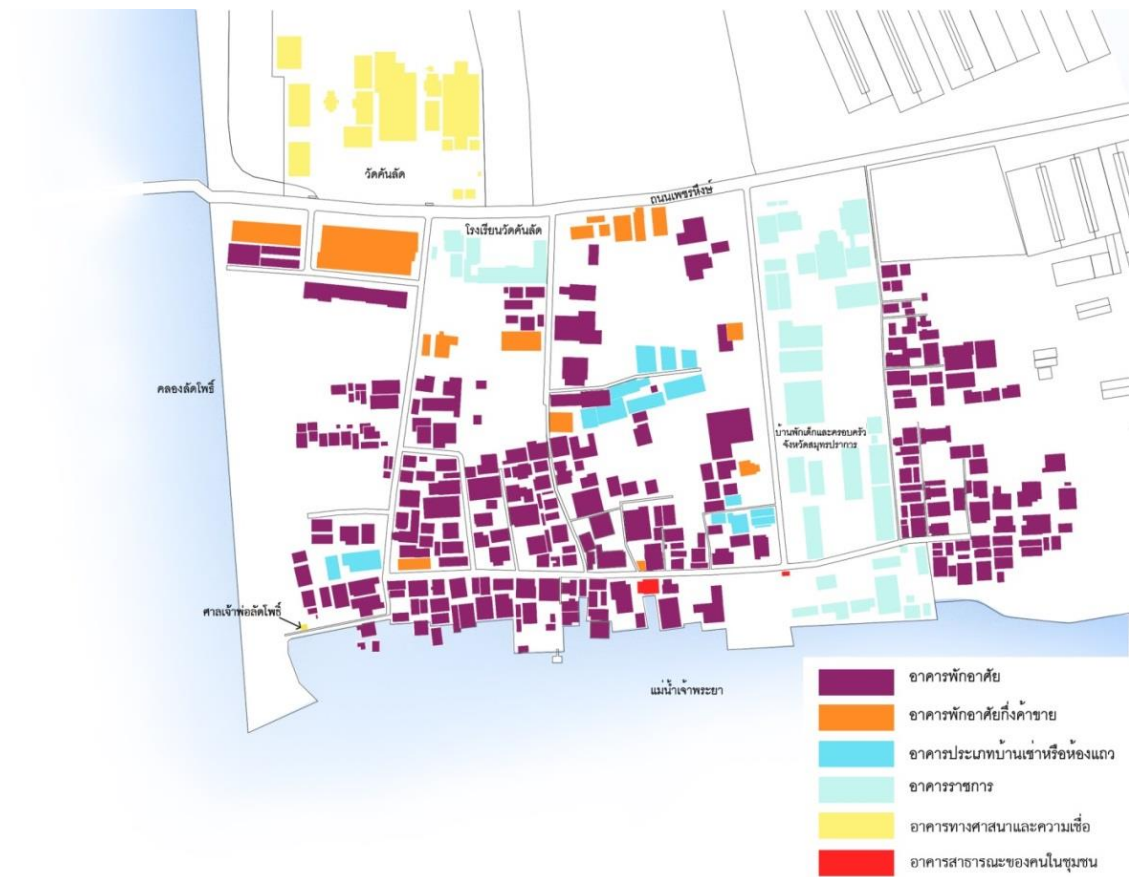 วัดคันลัด
ถนนเพชรหึงษ์
โรงเรียนวัดคันลัด
คลองลัดโพธิ์
บ้านพักเด็กและครอบครัว
จังหวัดสมุทรปราการ
ศาลเจ้าพ่อลัดโพธิ์
แม่น้ำเจ้าพระยา
อาคารพักอาศัย
อาคารพักอาศัยกึ่งค้าขาย
อาคารประเภทบ้านเช่าหรือห้องแถว
อาคารราชการ
อาคารทางศาสนาและความเชื่อ
อาคารสาธารณะของคนในชุมชน